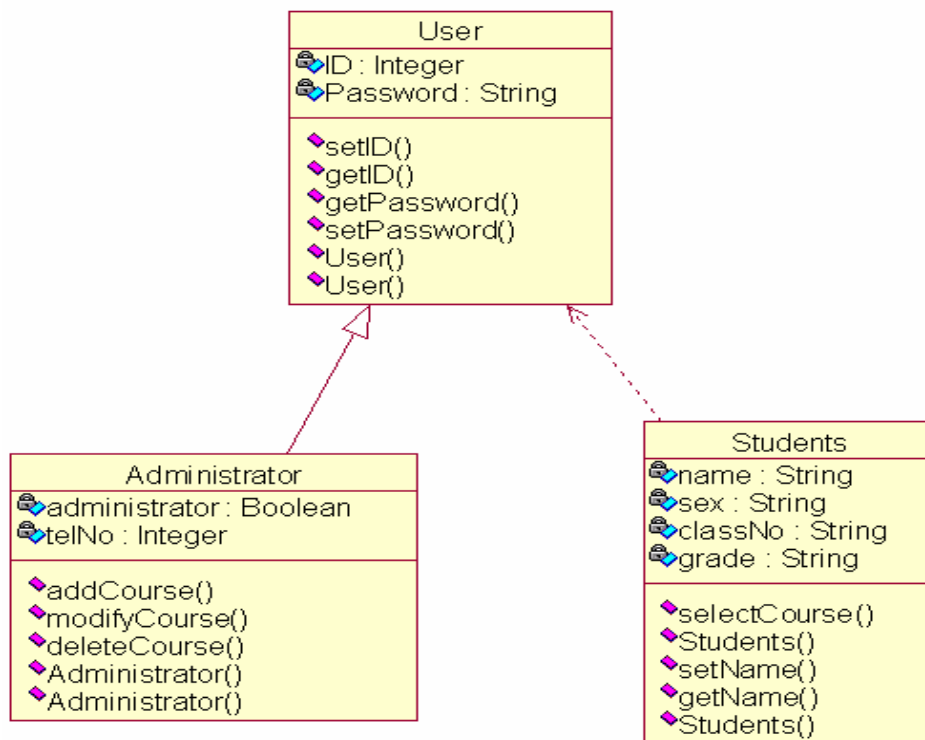 User
ID : Integer
Password : String
setID()
getID()
getPassword()
setPassword()
User()
User()
Administrator
administrator : Boolean
telNo : Integer
addCourse()
modifyCourse()
deleteCourse()
Administrator()
Administrator()
Students
name : String
sex : String
classNo : String
grade : String
selectCourse()
Students()
setName()
getName()
Students()